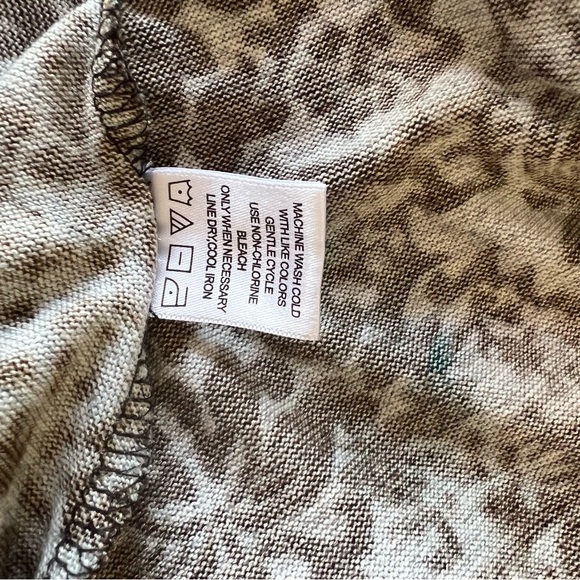 MACHINE WASH COLD
WITH LIKE COLORS
GENTLE CYCLE
USE NON-CHLORINE
BLEACH
ONLY WHEN NECESSARY
LINE DRY,COOL IRON